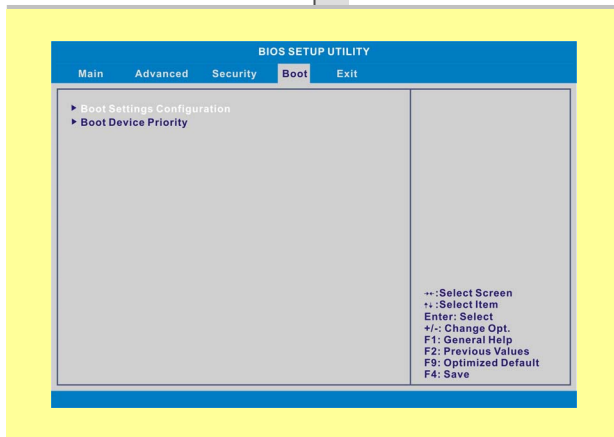 BIOS SETUP UTILITY
Main Advanced Security Boot Exit
Boot Settings Configuration
Boot Device Priority
→←:Select Screen
↑↓:Select Item
Enter: Select
+/-: Change Opt.
F1: General Help
F2: Previous Values
F9: Optimized Default
F4: Save